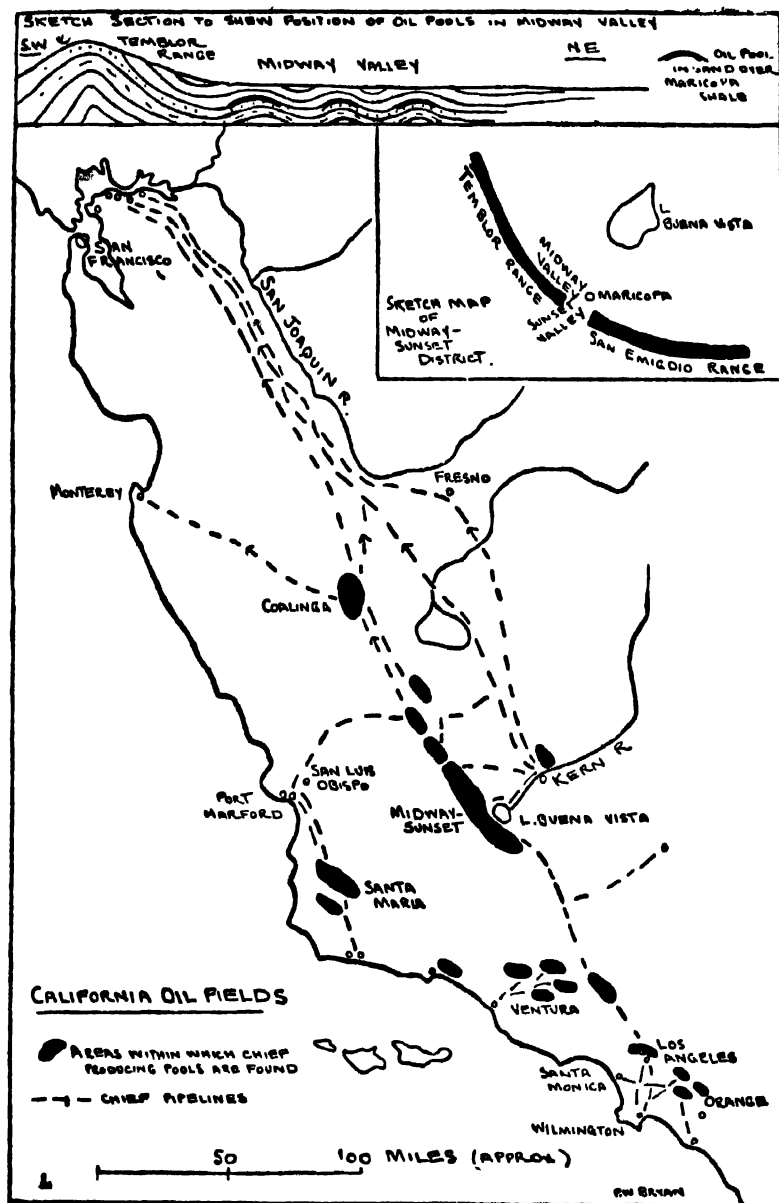 SKETCH SECTION TO SHEW POSITION OF OIL POOLS IN MIDWAY VALLEY
SW
TEMBLOR
RANGE
MIDWAY VALLEY
NE
OIL POOL
IN SAND OVER
MARICOPA
SHALE
TEMBLOR RANGE
MIDWAY
VALLEY
SUNSET
VALLEY
L
BUENA VISTA
MARICOPA
SAN EMIGDIO RANGE
SKETCH MAP
OF
MIDWAY-
SUNSET
DISTRICT.
SAN
FRANCISCO
SAN JOAQUIN R.
MONTEREY
FRESNO
COALINGA
SAN LUIS
OBISPO
PORT
HARFORD
KERN R
MIDWAY-
SUNSET
L. BUENA VISTA
SANTA
MARIA
VENTURA
LOS
ANGELES
SANTA
MONICA
ORANGE
WILMINGTON
CALIFORNIA OIL FIELDS
AREAS WITHIN WHICH CHIEF
PRODUCING POOLS ARE FOUND
CHIEF PIPELINES
50 100 MILES (APPROX)
P.W BRYAN